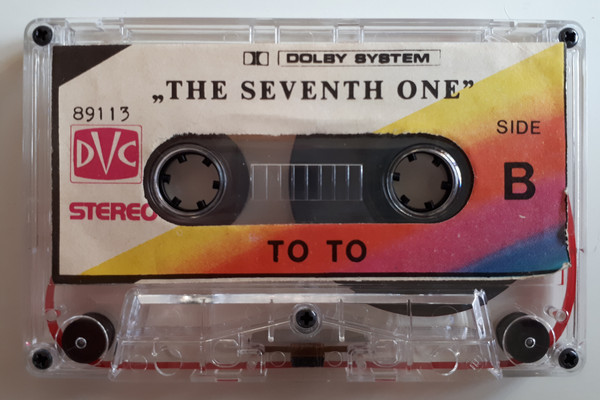 DOLBY SYSTEM
„THE SEVENTH ONE”
89113
SIDE
DVC
B
STEREO
TO TO